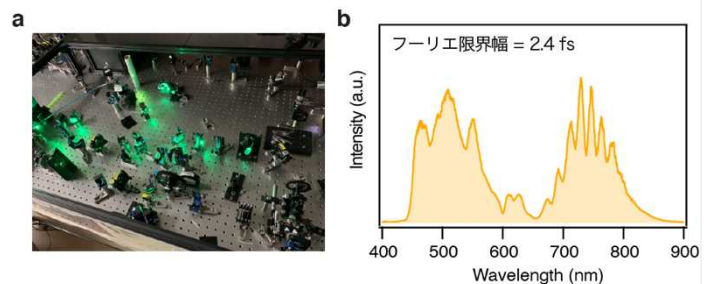 a
b
フーリエ限界幅 = 2.4 fs
Intensity (a.u.)
400 500 600 700 800 900
Wavelength (nm)